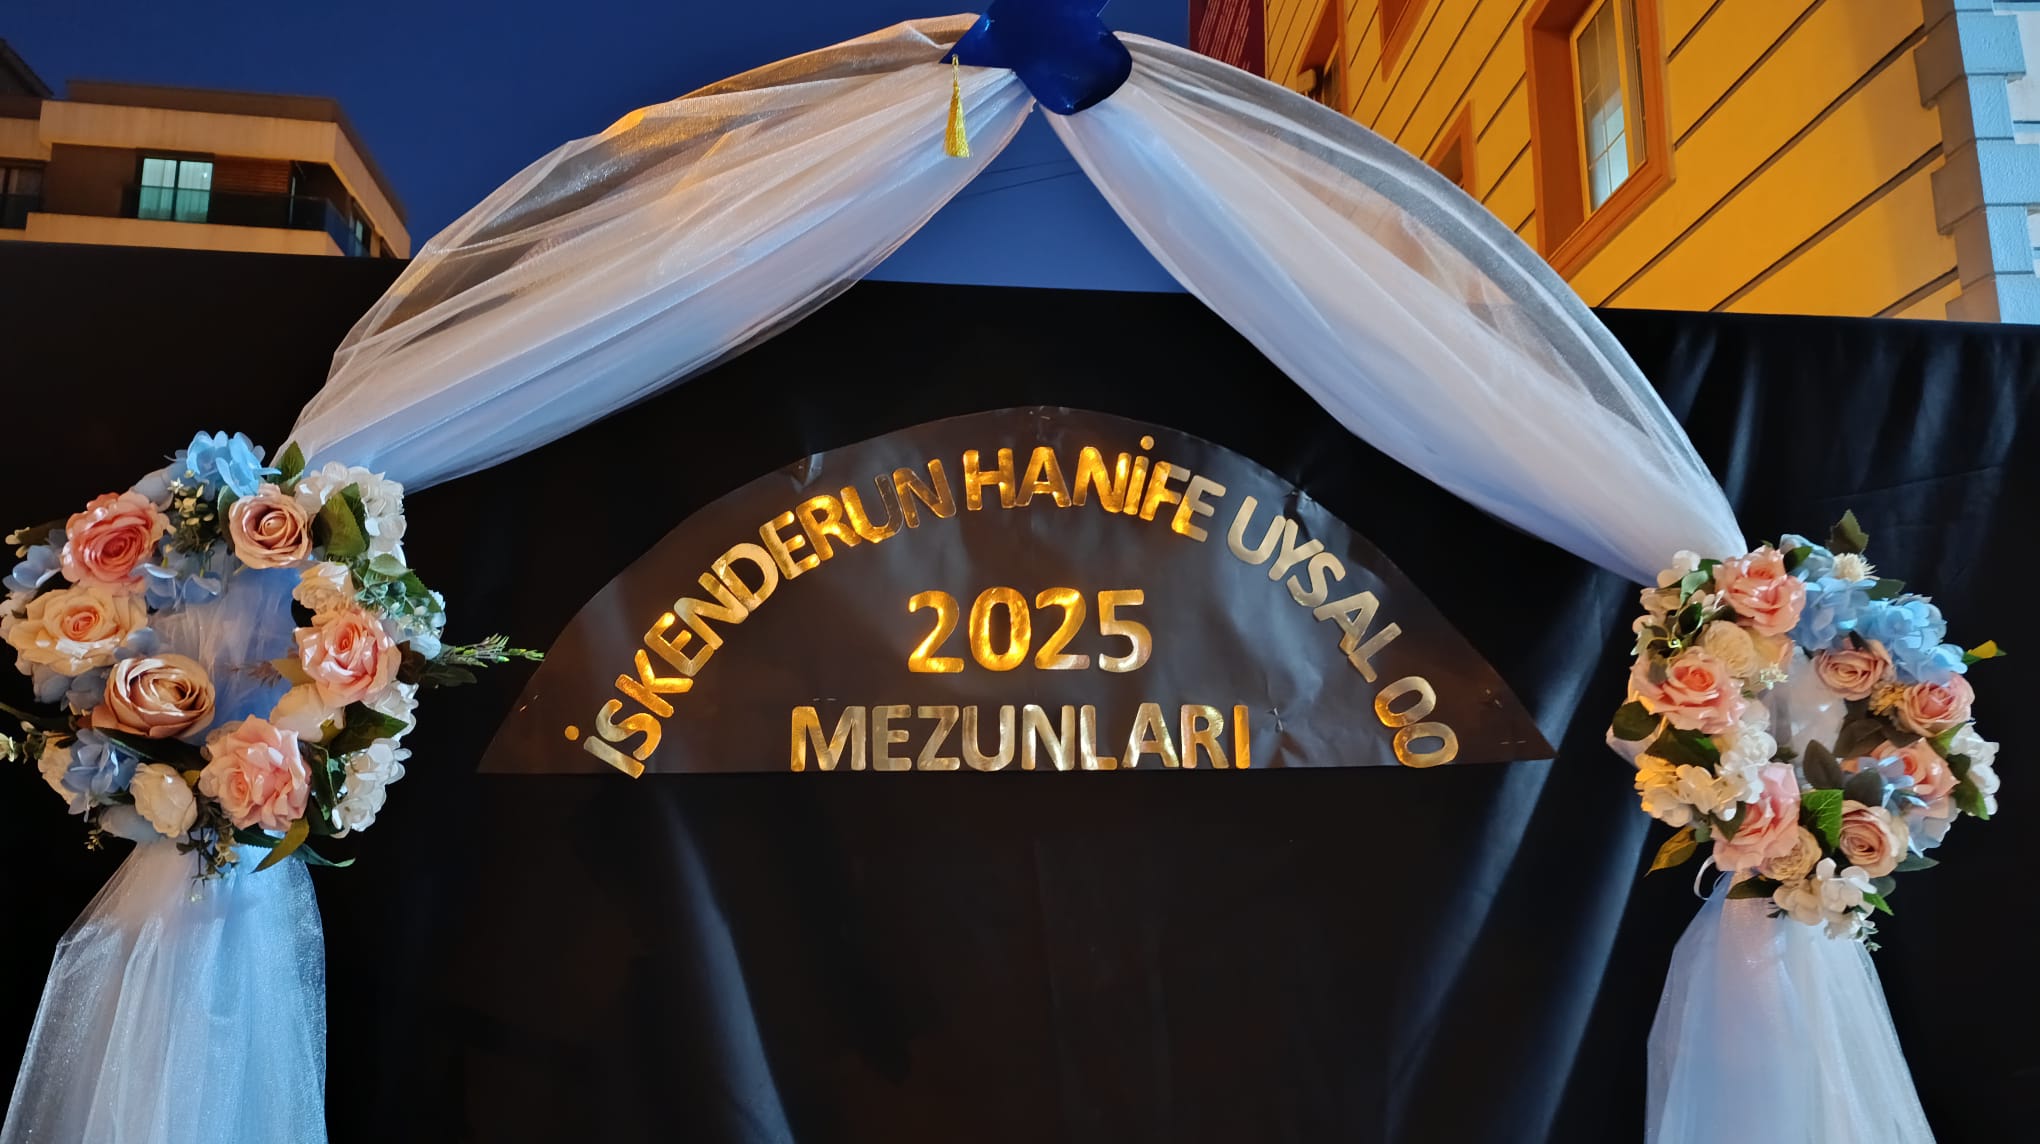 İSKENDERUN HANİFE UYSAL OO
2025
MEZUNLARI